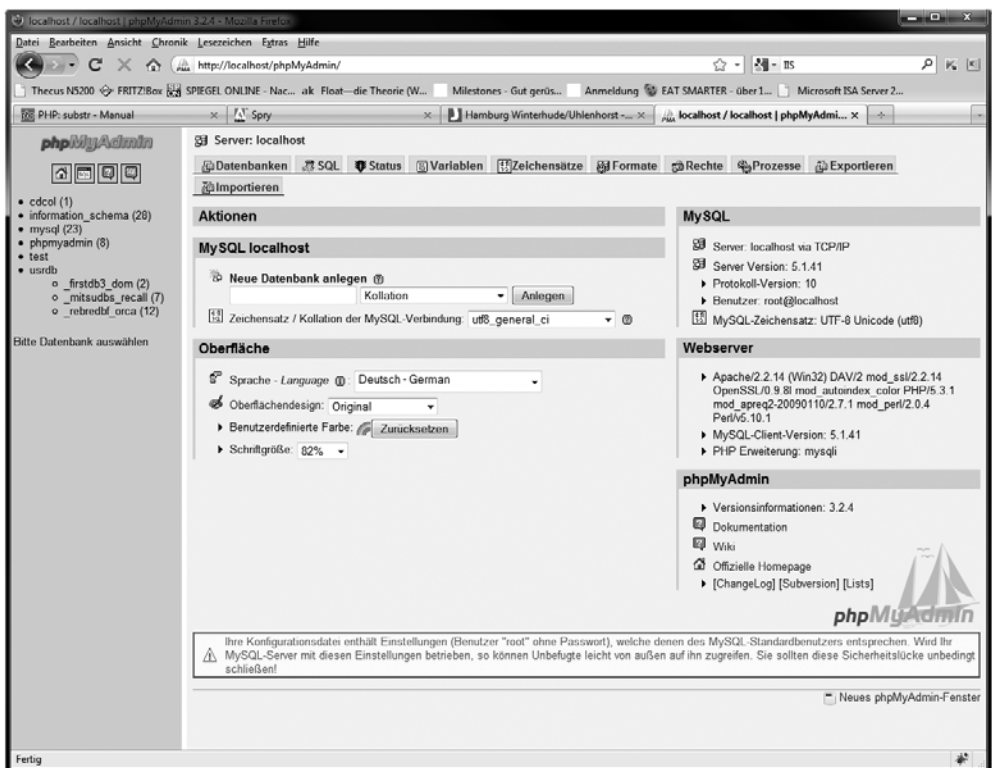 localhost / localhost | phpMyAdmin 3.2.4 - Mozilla Firefox
Datei Bearbeiten Ansicht Chronik Lesezeichen Extras Hilfe
http://localhost/phpMyAdmin/
IIS
Thecus N5200 FRITZ!Box SPIEGEL ONLINE - Nac... ak Float—die Theorie (W... Milestones - Gut gerüs... Anmeldung EAT SMARTER - über 1... Microsoft ISA Server 2...
PHP: substr - Manual
Spry
Hamburg Winterhude/Uhlenhorst -...
localhost / localhost | phpMyAdmi...
phpMyAdmin
cdcol (1)
information_schema (28)
mysql (23)
phpmyadmin (8)
test
usrdb
_firstdb3_dom (2)
_mitsudbs_recall (7)
_rebredbf_orca (12)
Bitte Datenbank auswählen
Server: localhost
Datenbanken SQL Status Variablen Zeichensätze Formate Rechte Prozesse Exportieren
Importieren
Aktionen
MySQL localhost
Neue Datenbank anlegen
Kollation Anlegen
Zeichensatz / Kollation der MySQL-Verbindung: utf8_general_ci
Oberfläche
Sprache - Language : Deutsch - German
Oberflächendesign: Original
Benutzerdefinierte Farbe: Zurücksetzen
Schriftgröße: 82%
MySQL
Server: localhost via TCP/IP
Server Version: 5.1.41
Protokoll-Version: 10
Benutzer: root@localhost
MySQL-Zeichensatz: UTF-8 Unicode (utf8)
Webserver
Apache/2.2.14 (Win32) DAV/2 mod_ssl/2.2.14
OpenSSL/0.9.8l mod_autoindex_color PHP/5.3.1
mod_apreq2-20090110/2.7.1 mod_perl/2.0.4
Perl/v5.10.1
MySQL-Client-Version: 5.1.41
PHP Erweiterung: mysqli
phpMyAdmin
Versionsinformationen: 3.2.4
Dokumentation
Wiki
Offizielle Homepage
[ChangeLog] [Subversion] [Lists]
phpMyAdmin
Ihre Konfigurationsdatei enthält Einstellungen (Benutzer "root" ohne Passwort), welche denen des MySQL-Standardbenutzers entsprechen. Wird Ihr
MySQL-Server mit diesen Einstellungen betrieben, so können Unbefugte leicht von außen auf ihn zugreifen. Sie sollten diese Sicherheitslücke unbedingt
schließen!
Neues phpMyAdmin-Fenster
Fertig